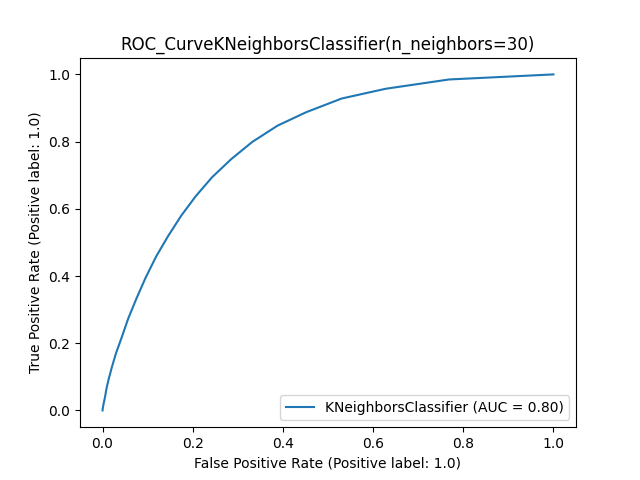 ROC_CurveKNeighborsClassifier(n_neighbors=30)
1.0
0.8
0.6
0.4
0.2
0.0
True Positive Rate (Positive label: 1.0)
KNeighborsClassifier (AUC = 0.80)
0.0 0.2 0.4 0.6 0.8 1.0
False Positive Rate (Positive label: 1.0)